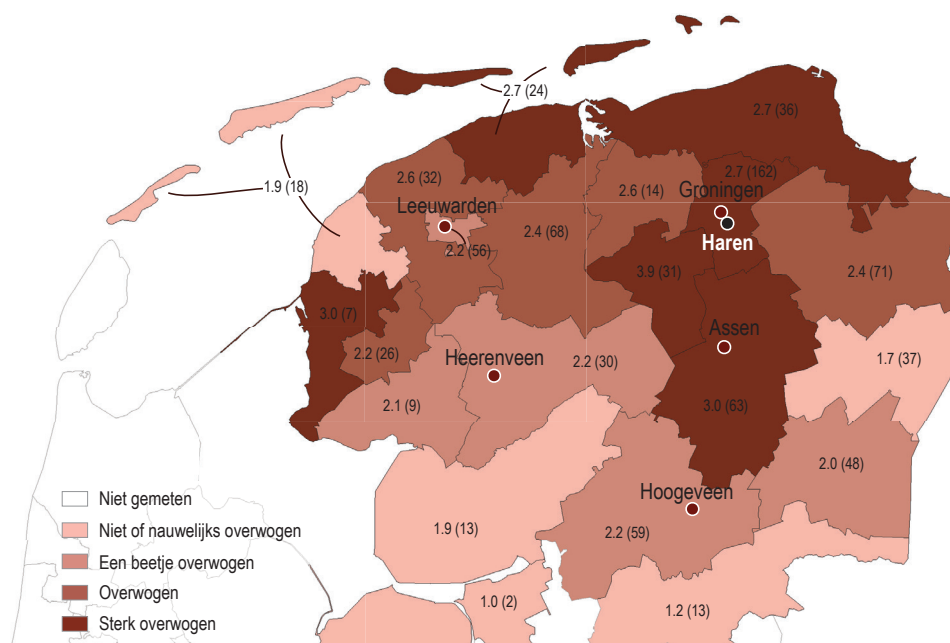 2.7 (24)
2.7 (36)
1.9 (18)
2.6 (32)
2.6 (14)
2.7 (162)
Groningen
Leeuwarden
Haren
2.4 (68)
2.2 (56)
3.9 (31)
2.4 (71)
3.0 (7)
Assen
2.2 (26)
Heerenveen
2.2 (30)
1.7 (37)
2.1 (9)
3.0 (63)
2.0 (48)
Hoogeveen
1.9 (13)
2.2 (59)
1.0 (2)
1.2 (13)
Niet gemeten
Niet of nauwelijks overwogen
Een beetje overwogen
Overwogen
Sterk overwogen